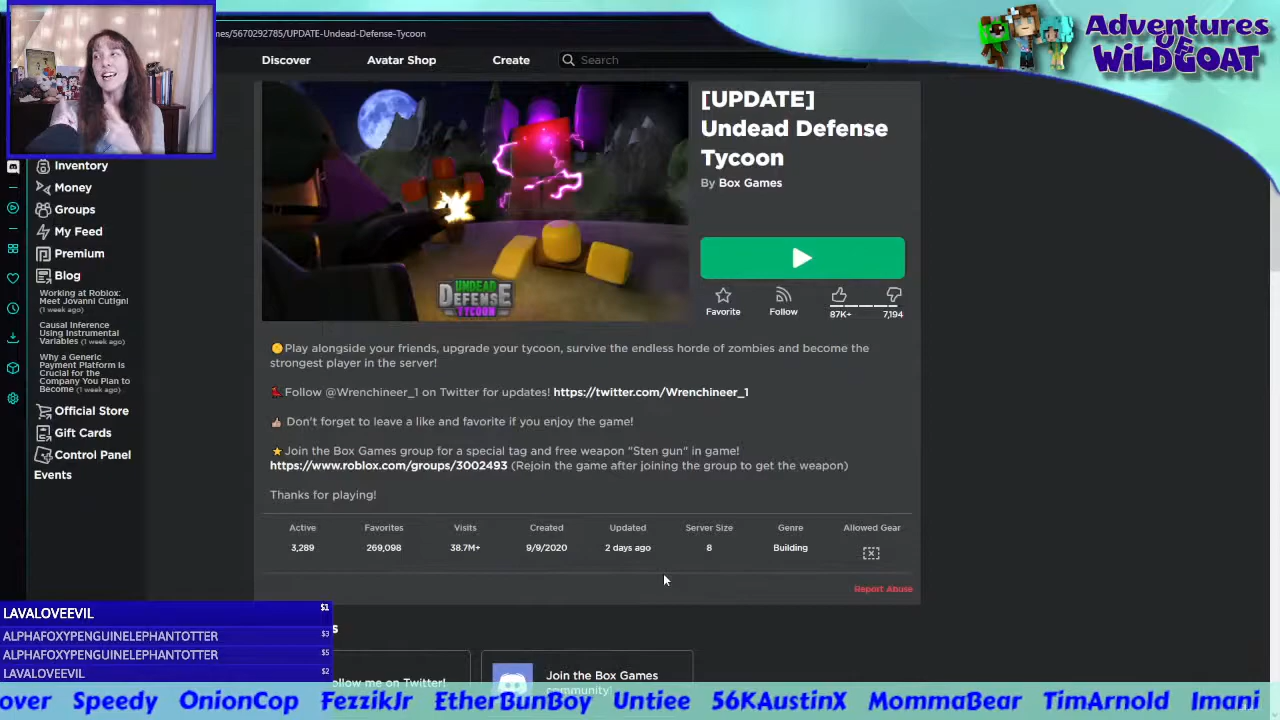 es/5670292785/UPDATE-Undead-Defense-Tycoon
Adventures
OF
WiLDGOAT
Discover
Avatar Shop
Create
Search
Inventory
Money
Groups
My Feed
Premium
Blog
Working at Roblox:
Meet Jovanni Cutigni
(1 week ago)
Causal Inference
Using Instrumental
Variables (1 week ago)
Why a Generic
Payment Platform Is
Crucial for the
Company You Plan to
Become (1 week ago)
Official Store
Gift Cards
Control Panel
Events
UNDEAD
DEFENSE
TYCOON
[UPDATE]
Undead Defense
Tycoon
By Box Games
Favorite
Follow
87K+
7,194
Play alongside your friends, upgrade your tycoon, survive the endless horde of zombies and become the
strongest player in the server!
Follow @Wrenchineer_1 on Twitter for updates! https://twitter.com/Wrenchineer_1
Don't forget to leave a like and favorite if you enjoy the game!
Join the Box Games group for a special tag and free weapon "Sten gun" in game!
https://www.roblox.com/groups/3002493 (Rejoin the game after joining the group to get the weapon)
Thanks for playing!
Active Favorites Visits Created Updated Server Size Genre Allowed Gear
3,289 269,098 38.7M+ 9/9/2020 2 days ago 8 Building
Report Abuse
LAVALOVEEVIL $1
ALPHAFOXYPENGUINELEPHANTOTTER $3
ALPHAFOXYPENGUINELEPHANTOTTER $5
LAVALOVEEVIL $2
s
ollow me on Twitter!
Join the Box Games
community!
over Speedy OnionCop FezzikJr EtherBunBoy Untiee 56KAustinX MommaBear TimArnold Imani